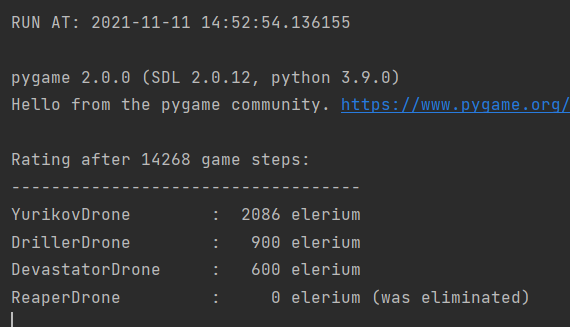 RUN AT: 2021-11-11 14:52:54.136155
pygame 2.0.0 (SDL 2.0.12, python 3.9.0)
Hello from the pygame community. https://www.pygame.org/
Rating after 14268 game steps:
-----------------------------------
YurikovDrone        :  2086 elerium
DrillerDrone        :   900 elerium
DevastatorDrone     :   600 elerium
ReaperDrone         :     0 elerium (was eliminated)